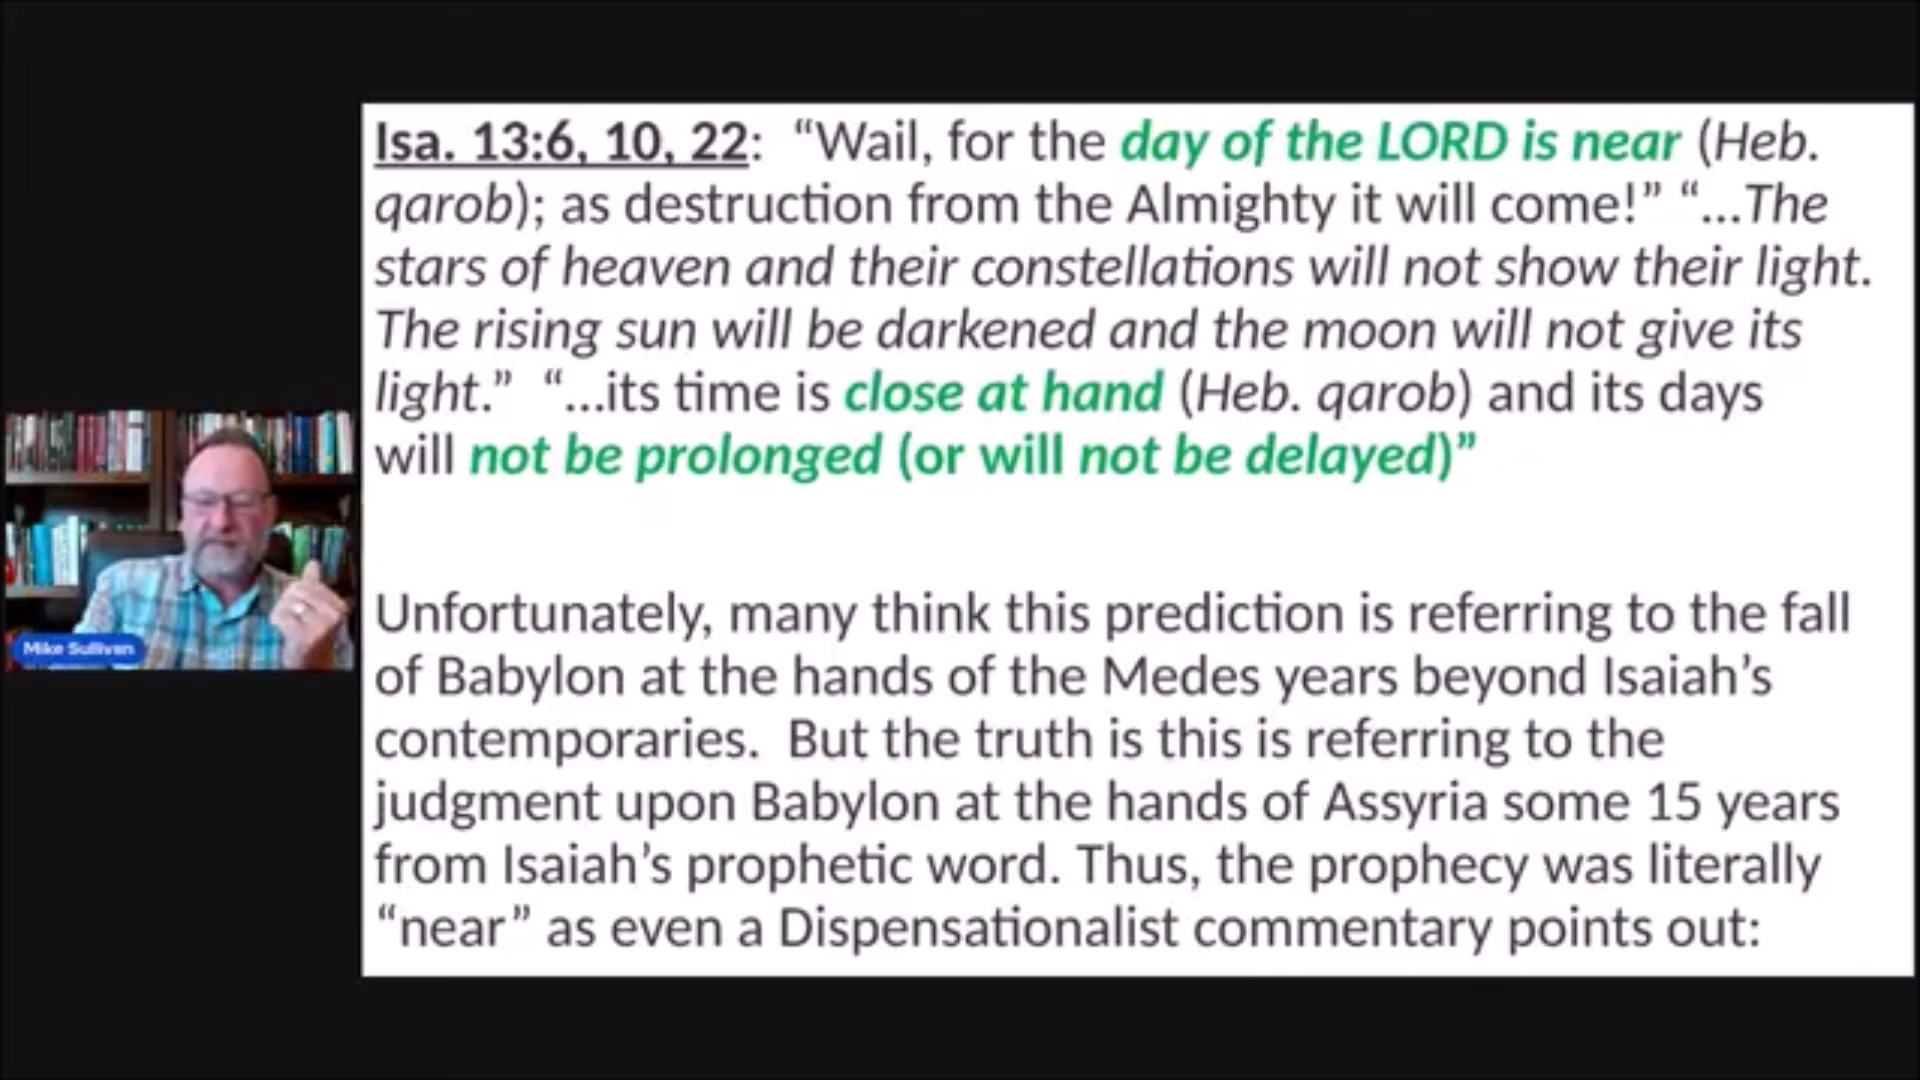 Isa. 13:6, 10, 22: “Wail, for the day of the LORD is near (Heb.
qarob); as destruction from the Almighty it will come!” “…The
stars of heaven and their constellations will not show their light.
The rising sun will be darkened and the moon will not give its
light.” “…its time is close at hand (Heb. qarob) and its days
will not be prolonged (or will not be delayed)”
Unfortunately, many think this prediction is referring to the fall
of Babylon at the hands of the Medes years beyond Isaiah’s
contemporaries. But the truth is this is referring to the
judgment upon Babylon at the hands of Assyria some 15 years
from Isaiah’s prophetic word. Thus, the prophecy was literally
“near” as even a Dispensationalist commentary points out:
Mike Sullivan